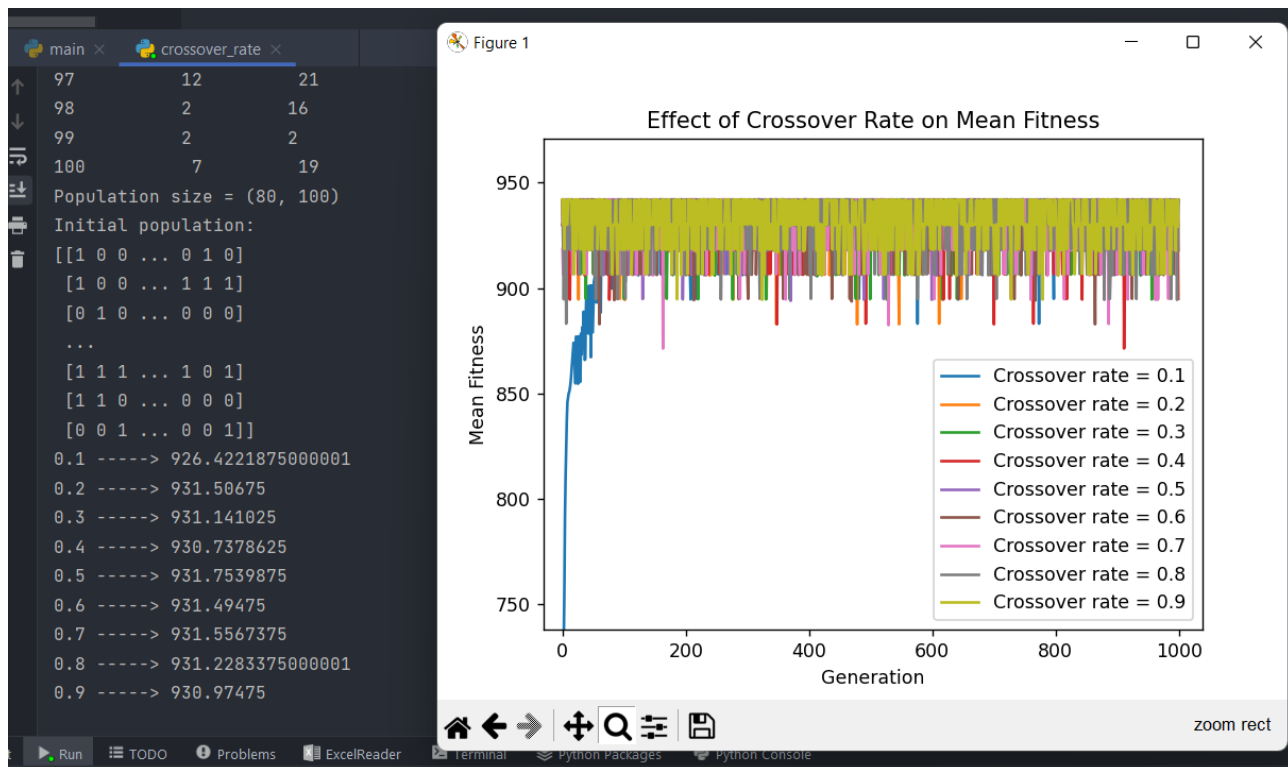 main
crossover_rate
97 12 21
98 2 16
99 2 2
100 7 19
Population size = (80, 100)
Initial population:
[[1 0 0 ... 0 1 0]
[1 0 0 ... 1 1 1]
[0 1 0 ... 0 0 0]
...
[1 1 1 ... 1 0 1]
[1 1 0 ... 0 0 0]
[0 0 1 ... 0 0 1]]
0.1 -----> 926.4221875000001
0.2 -----> 931.50675
0.3 -----> 931.141025
0.4 -----> 930.7378625
0.5 -----> 931.7539875
0.6 -----> 931.49475
0.7 -----> 931.5567375
0.8 -----> 931.2283375000001
0.9 -----> 930.97475
Figure 1
Effect of Crossover Rate on Mean Fitness
Mean Fitness
950
900
850
800
750
Crossover rate = 0.1
Crossover rate = 0.2
Crossover rate = 0.3
Crossover rate = 0.4
Crossover rate = 0.5
Crossover rate = 0.6
Crossover rate = 0.7
Crossover rate = 0.8
Crossover rate = 0.9
0 200 400 600 800 1000
Generation
zoom rect
Run TODO Problems ExcelReader Terminal Python Packages Python Console